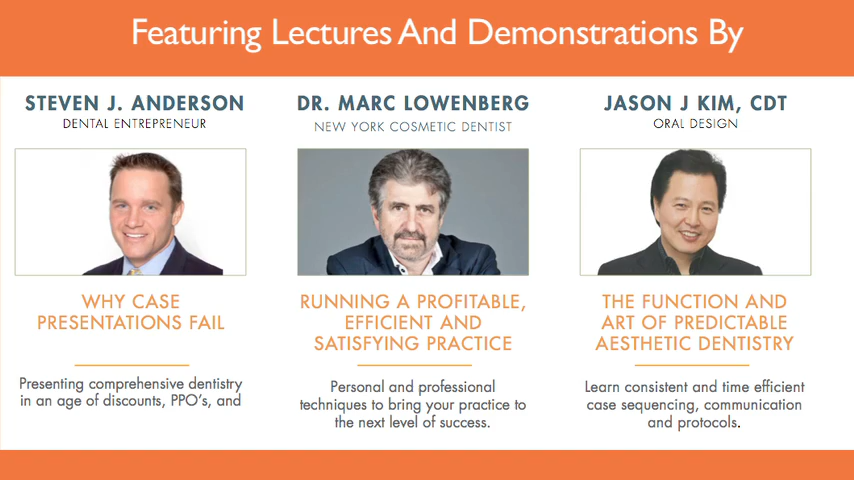 Featuring Lectures And Demonstrations By
STEVEN J. ANDERSON
DENTAL ENTREPRENEUR
WHY CASE
PRESENTATIONS FAIL
Presenting comprehensive dentistry
in an age of discounts, PPO's, and
DR. MARC LOWENBERG
NEW YORK COSMETIC DENTIST
RUNNING A PROFITABLE,
EFFICIENT AND
SATISFYING PRACTICE
Personal and professional
techniques to bring your practice to
the next level of success.
JASON J KIM, CDT
ORAL DESIGN
THE FUNCTION AND
ART OF PREDICTABLE
AESTHETIC DENTISTRY
Learn consistent and time efficient
case sequencing, communication
and protocols.